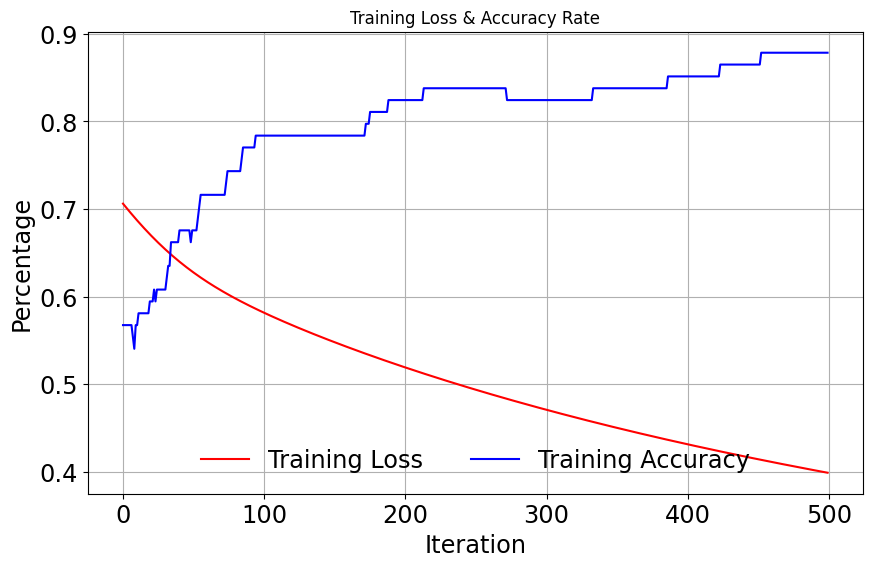 Training Loss & Accuracy Rate
0.9
0.8
0.7
0.6
0.5
0.4
Percentage
Training Loss
Training Accuracy
0
100
200
300
400
500
Iteration